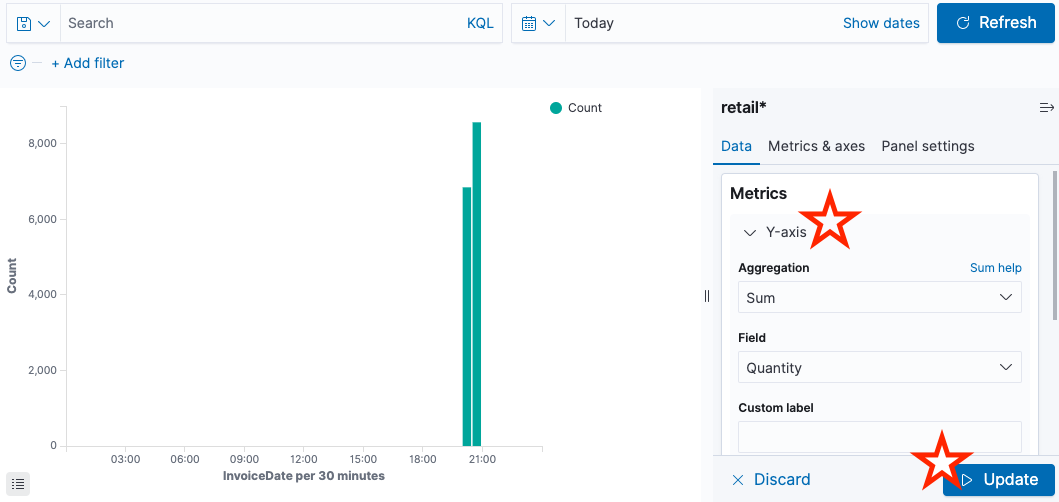 Search KQL Today Show dates Refresh
+ Add filter
Count
8,000
6,000
4,000
2,000
0
Count
03:00 06:00 09:00 12:00 15:00 18:00 21:00
InvoiceDate per 30 minutes
retail*
Data Metrics & axes Panel settings
Metrics
Y-axis
Aggregation Sum help
Sum
Field
Quantity
Custom label
Discard Update